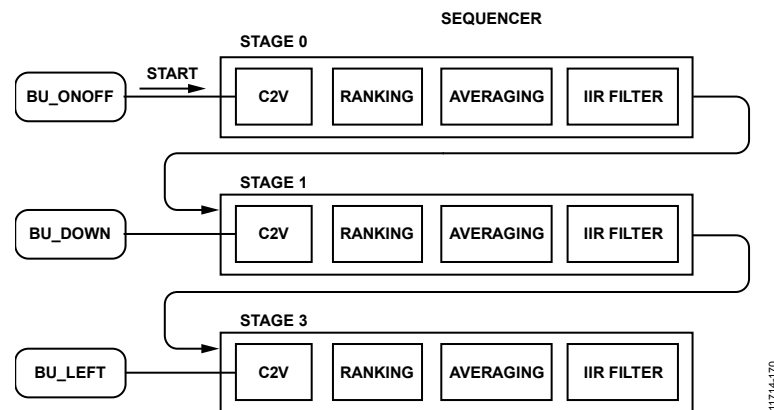 SEQUENCER
STAGE 0
BU_ONOFF
START
C2V
RANKING
AVERAGING
IIR FILTER
STAGE 1
BU_DOWN
C2V
RANKING
AVERAGING
IIR FILTER
STAGE 3
BU_LEFT
C2V
RANKING
AVERAGING
IIR FILTER
11714-170